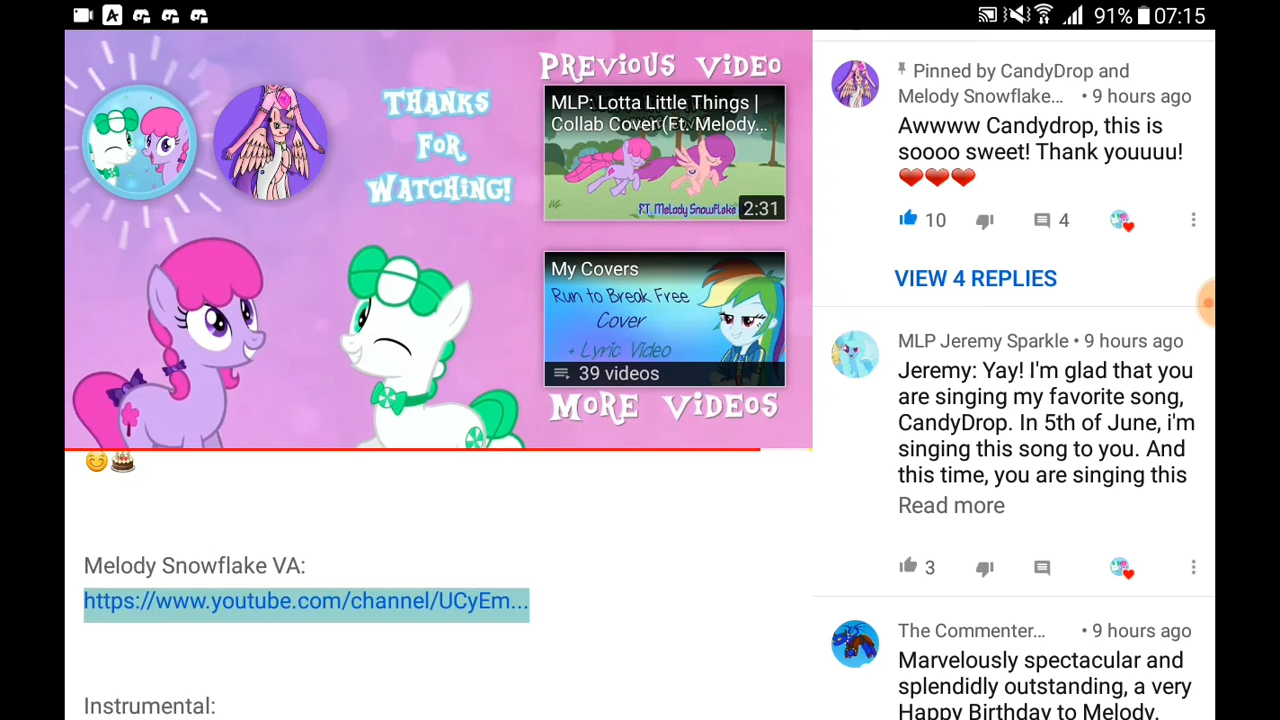 A
91% 07:15
THANKS
FOR
WATCHING!
PREVIOUS VIDEO
MLP: Lotta Little Things |
Collab Cover (Ft. Melody...
FT. Melody Snowflake
2:31
My Covers
Run to Break Free
Cover
+ Lyric Video
39 videos
MORE VIDEOS
😊🎂
Melody Snowflake VA:
https://www.youtube.com/channel/UCyEm...
Instrumental:
Pinned by CandyDrop and
Melody Snowflake... • 9 hours ago
Awwww Candydrop, this is
soooo sweet! Thank youuuu!
❤❤❤
10 4
VIEW 4 REPLIES
MLP Jeremy Sparkle • 9 hours ago
Jeremy: Yay! I'm glad that you
are singing my favorite song,
CandyDrop. In 5th of June, i'm
singing this song to you. And
this time, you are singing this
Read more
3
The Commenter... • 9 hours ago
Marvelously spectacular and
splendidly outstanding, a very
Happy Birthday to Melody,